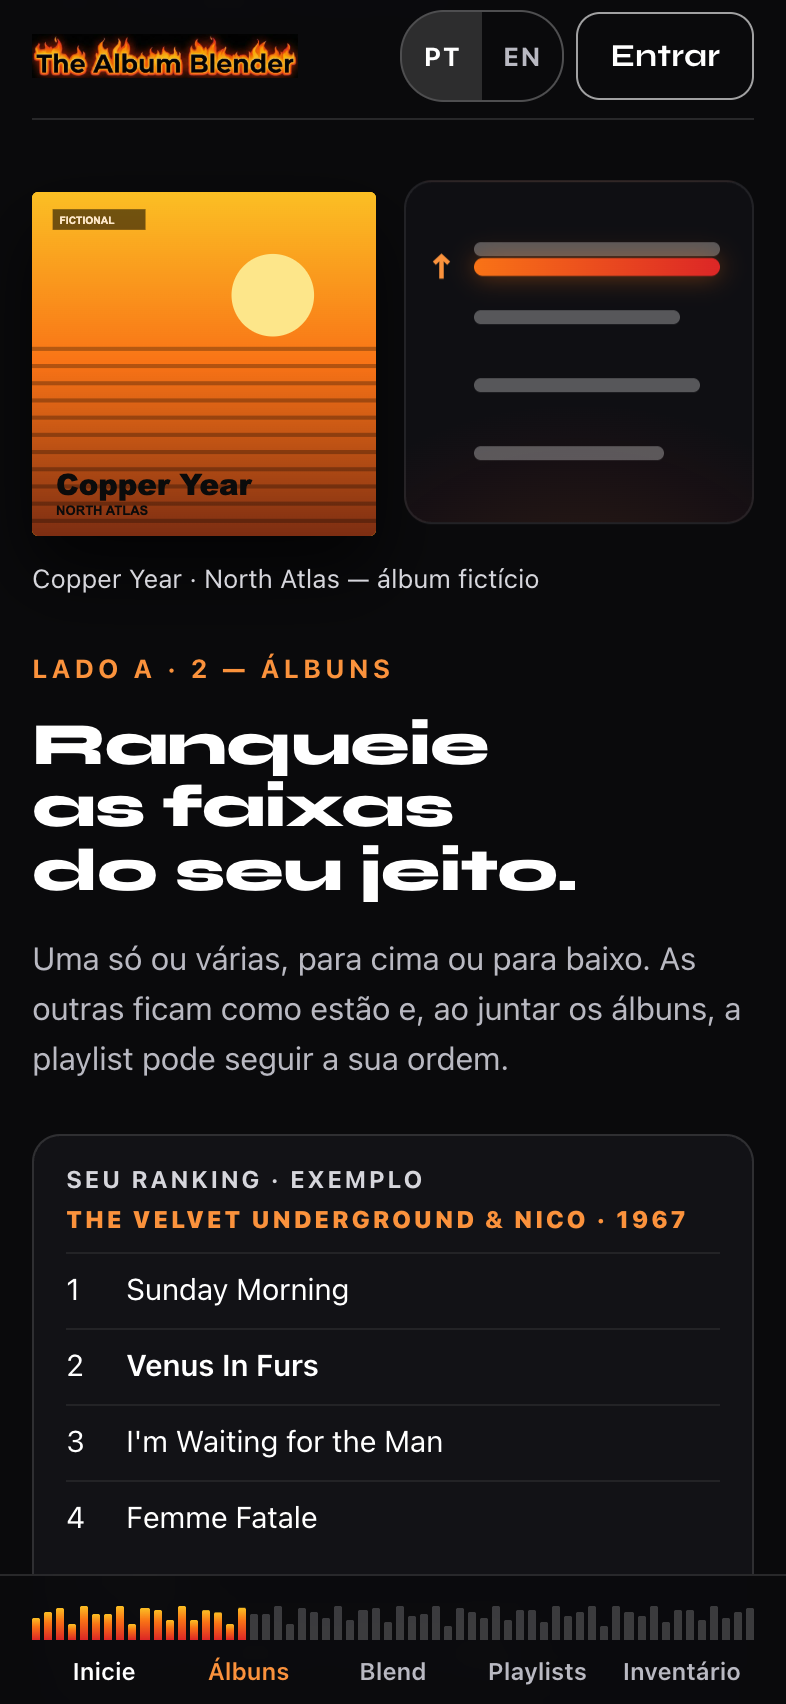 The Album Blender
PT EN Entrar
FICTIONAL
Copper Year
NORTH ATLAS
↑
Copper Year · North Atlas — álbum fictício
LADO A · 2 — ÁLBUNS
Ranqueie
as faixas
do seu jeito.
Uma só ou várias, para cima ou para baixo. As
outras ficam como estão e, ao juntar os álbuns, a
playlist pode seguir a sua ordem.
SEU RANKING · EXEMPLO
THE VELVET UNDERGROUND & NICO · 1967
1 Sunday Morning
2 Venus In Furs
3 I'm Waiting for the Man
4 Femme Fatale
Inicie Álbuns Blend Playlists Inventário